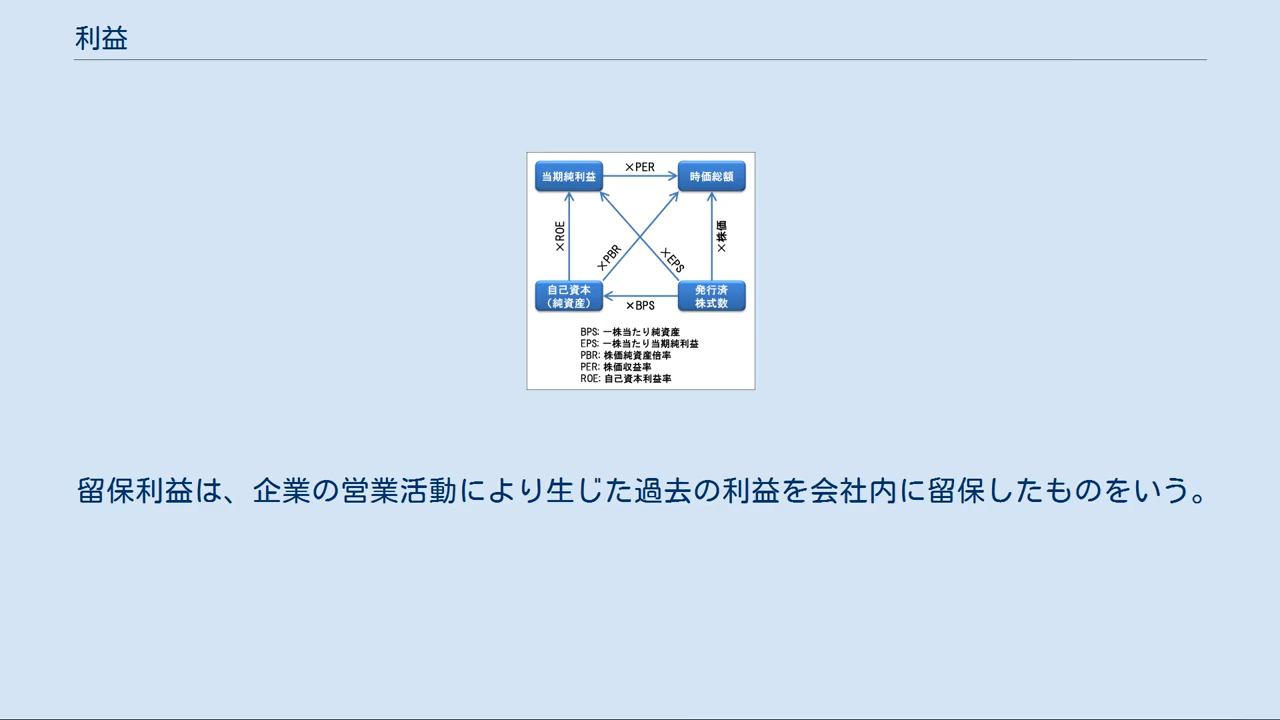 利益
×PER
当期純利益
時価総額
×ROE
×PBR
×EPS
×株価
自己資本
(純資産)
発行済
株式数
×BPS
BPS: 一株当たり純資産
EPS: 一株当たり当期純利益
PBR: 株価純資産倍率
PER: 株価収益率
ROE: 自己資本利益率
留保利益は、企業の営業活動により生じた過去の利益を会社内に留保したものをいう。